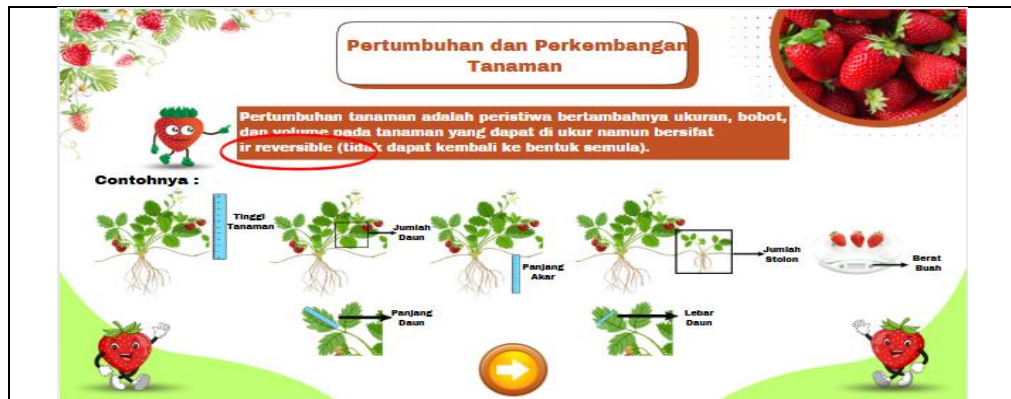 Pertumbuhan dan Perkembangan
Tanaman
Pertumbuhan tanaman adalah peristiwa bertambahnya ukuran, bobot,
dan volume pada tanaman yang dapat di ukur namun bersifat
ir reversible (tidak dapat kembali ke bentuk semula).
Contohnya :
Tinggi
Tanaman
Jumlah
Daun
Panjang
Akar
Jumlah
Stolon
Berat
Buah
Panjang
Daun
Lebar
Daun